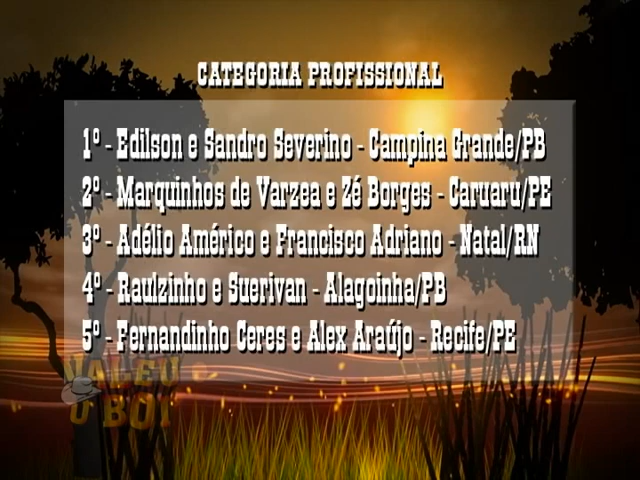 CATEGORIA PROFISSIONAL
1º - Edilson e Sandro Severino - Campina Grande/PB
2º - Marquinhos de Varzea e Zé Borges - Caruaru/PE
3º - Adélio Américo e Francisco Adriano - Natal/RN
4º - Raulzinho e Suerivan - Alagoinha/PB
5º - Fernandinho Ceres e Alex Araújo - Recife/PE
VALEU
O BOI